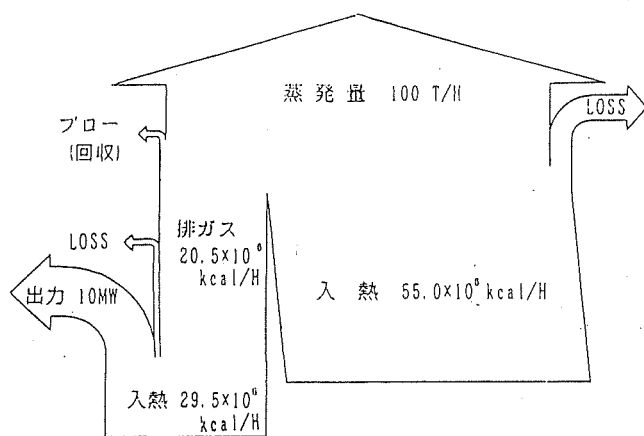 蒸発量 100 T/H
LOSS
ブロー
(回収)
排ガス
20.5×10⁶
kcal/H
LOSS
出力 10MW
入熱 55.0×10⁶ kcal/H
入熱 29.5×10⁶
kcal/H